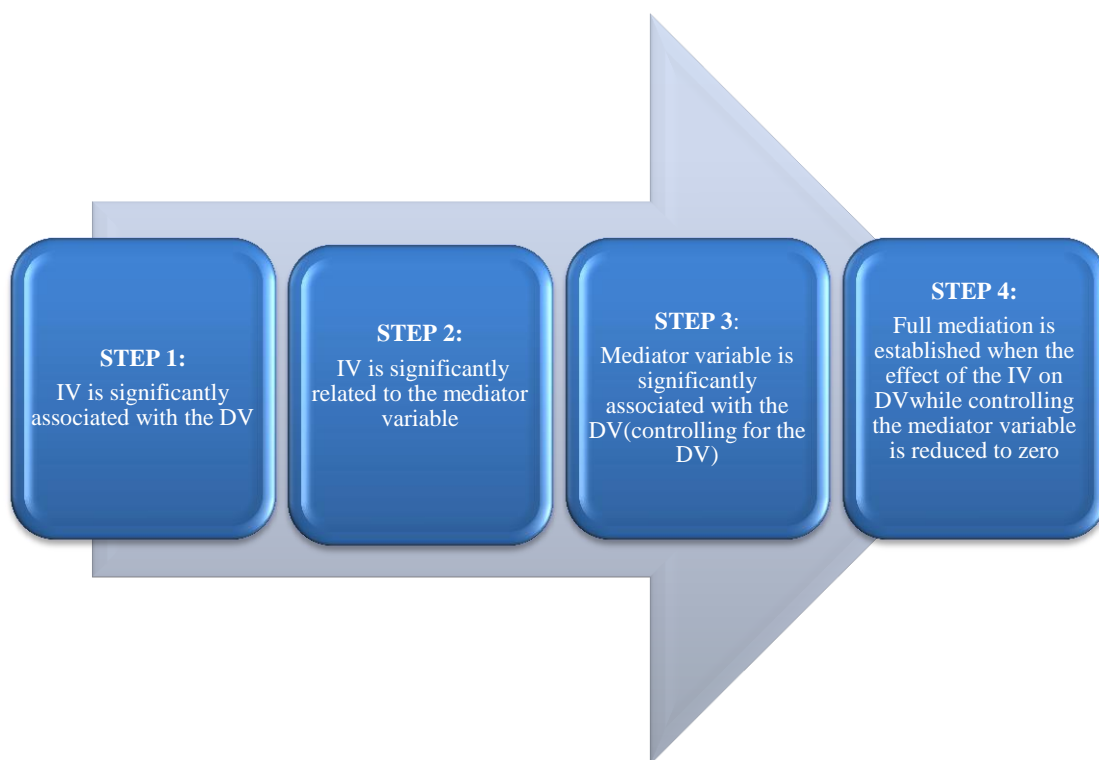 STEP 1:
IV is significantly
associated with the DV
STEP 2:
IV is significantly
related to the mediator
variable
STEP 3:
Mediator variable is
significantly
associated with the
DV(controlling for the
DV)
STEP 4:
Full mediation is
established when the
effect of the IV on
DVwhile controlling
the mediator variable
is reduced to zero